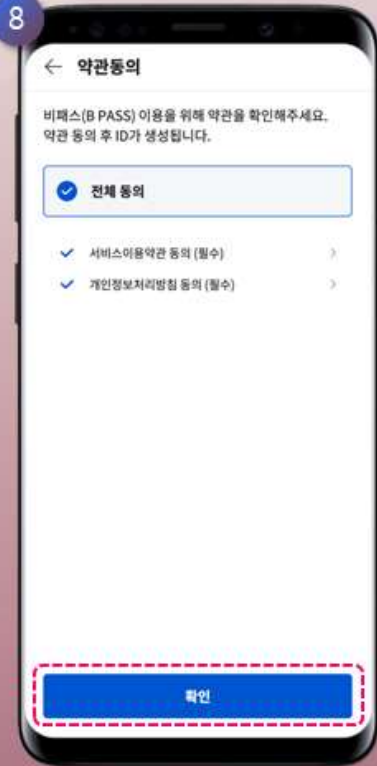 8
약관동의
비패스(B PASS) 이용을 위해 약관을 확인해주세요.
약관 동의 후 ID가 생성됩니다.
전체 동의
서비스이용약관 동의 (필수)
개인정보처리방침 동의 (필수)
확인